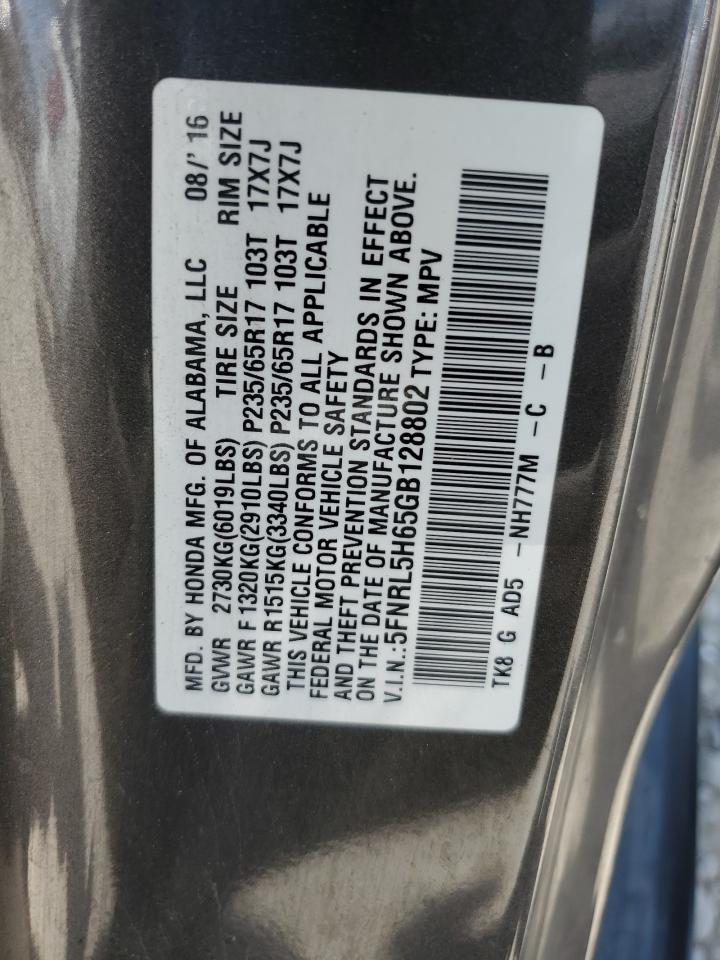 MFD. BY HONDA MFG. OF ALABAMA, LLC 08/' 16
GVWR 2730KG(6019LBS) TIRE SIZE RIM SIZE
GAWR F 1320KG(2910LBS) P235/65R17 103T 17X7J
GAWR R1515KG(3340LBS) P235/65R17 103T 17X7J
THIS VEHICLE CONFORMS TO ALL APPLICABLE
FEDERAL MOTOR VEHICLE SAFETY
AND THEFT PREVENTION STANDARDS IN EFFECT
ON THE DATE OF MANUFACTURE SHOWN ABOVE.
V.I.N.:5FNRL5H65GB128802 TYPE: MPV
TK8 G AD5 -NH777M -C -B